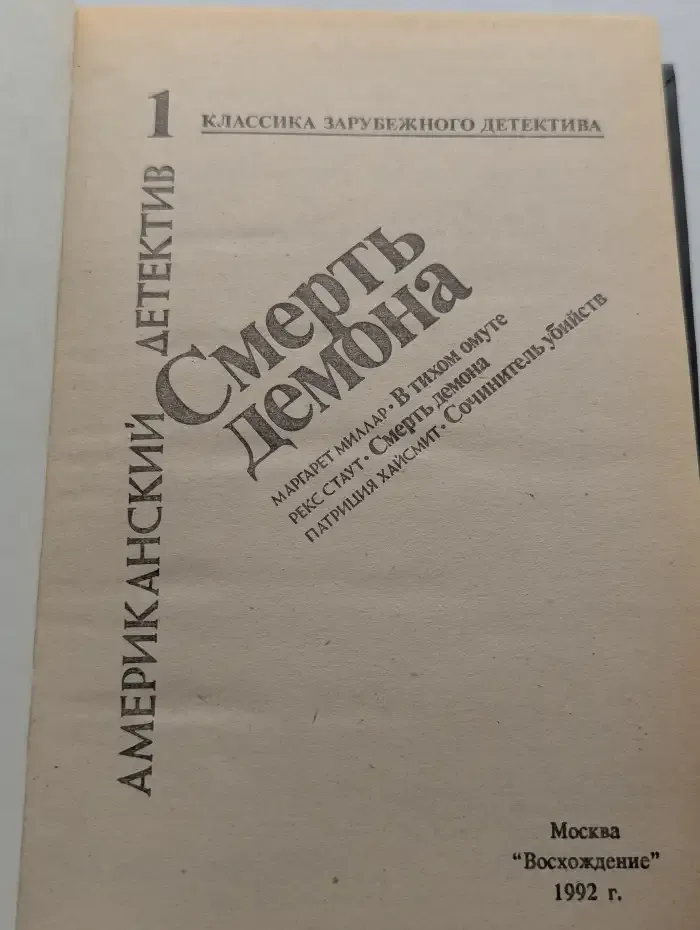 1
КЛАССИКА ЗАРУБЕЖНОГО ДЕТЕКТИВА
АМЕРИКАНСКИЙ ДЕТЕКТИВ
Смерть
демона
МАРГАРЕТ МИЛЛАР • В тихом омуте
РЕКС СТАУТ • Смерть демона
ПАТРИЦИЯ ХАЙСМИТ • Сочинитель убийств
Москва
"Восхождение"
1992 г.